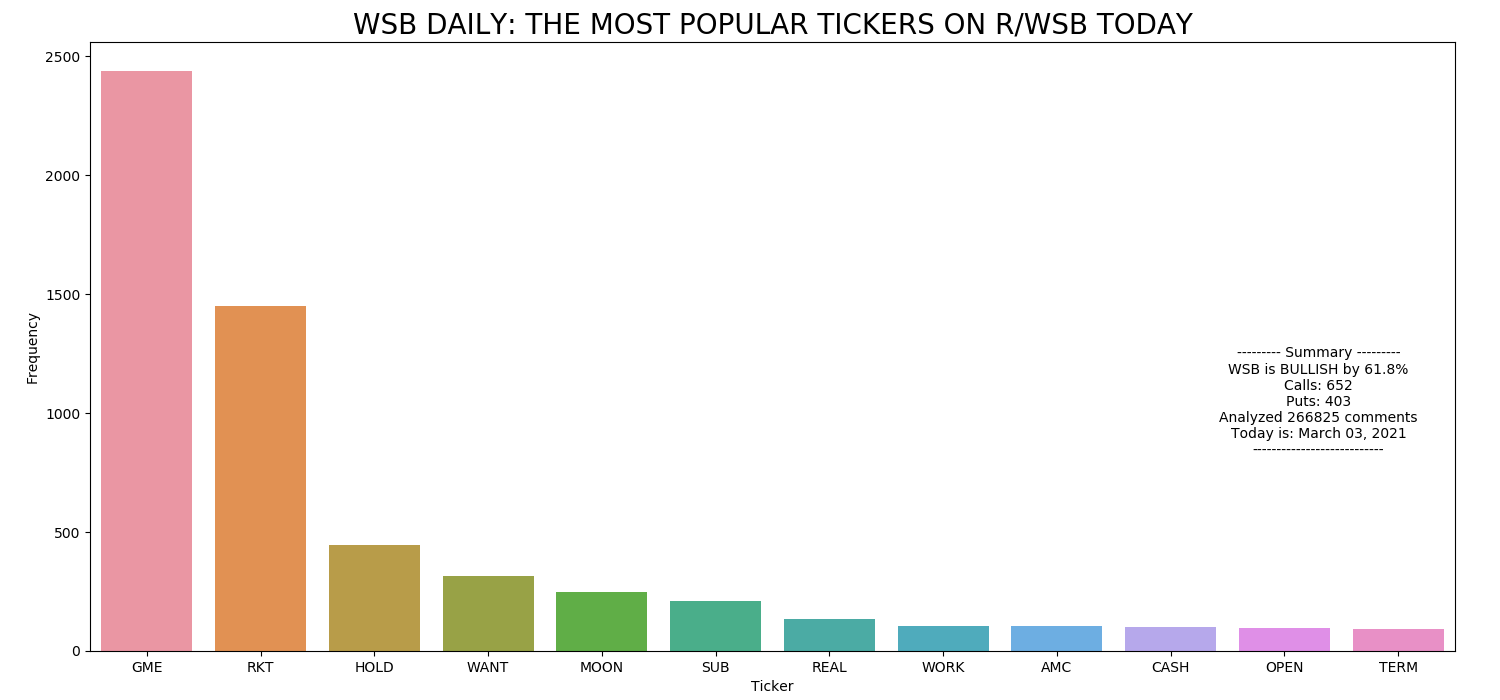 WSB DAILY: THE MOST POPULAR TICKERS ON R/WSB TODAY
2500
2000
1500
1000
500
0
Frequency
--------- Summary ---------
WSB is BULLISH by 61.8%
Calls: 652
Puts: 403
Analyzed 266825 comments
Today is: March 03, 2021
---------------------------
GME RKT HOLD WANT MOON SUB REAL WORK AMC CASH OPEN TERM
Ticker